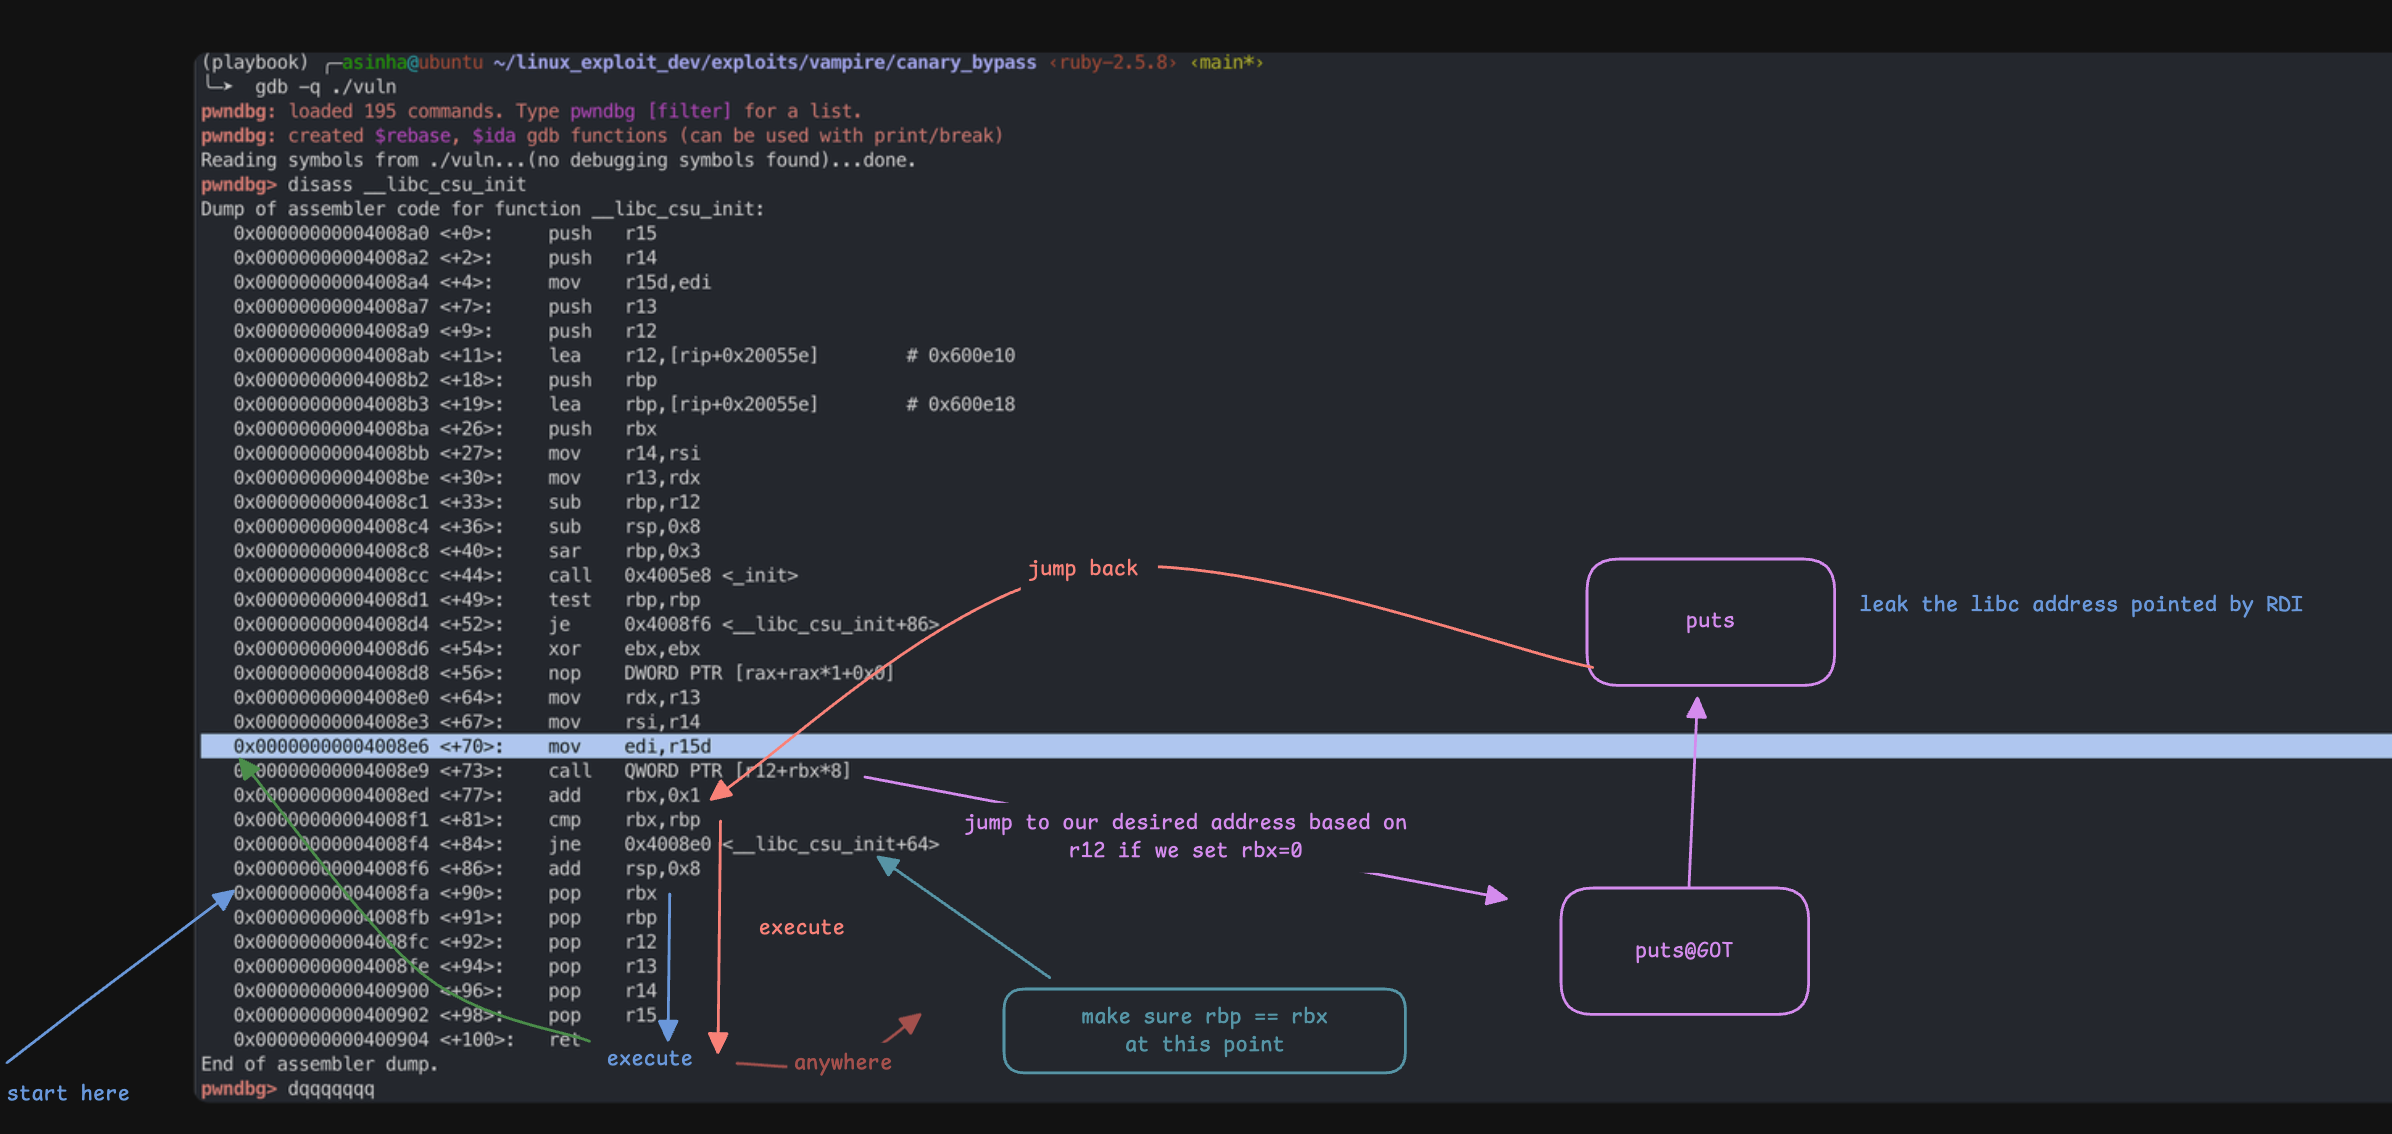 (playbook) ╭─asinha@ubuntu ~/linux_exploit_dev/exploits/vampire/canary_bypass ‹ruby-2.5.8› ‹main*›
╰─➤  gdb -q ./vuln
pwndbg: loaded 195 commands. Type pwndbg [filter] for a list.
pwndbg: created $rebase, $ida gdb functions (can be used with print/break)
Reading symbols from ./vuln...(no debugging symbols found)...done.
pwndbg> disass __libc_csu_init
Dump of assembler code for function __libc_csu_init:
0x00000000004008a0 <+0>: push r15
0x00000000004008a2 <+2>: push r14
0x00000000004008a4 <+4>: mov r15d,edi
0x00000000004008a7 <+7>: push r13
0x00000000004008a9 <+9>: push r12
0x00000000004008ab <+11>: lea r12,[rip+0x20055e] # 0x600e10
0x00000000004008b2 <+18>: push rbp
0x00000000004008b3 <+19>: lea rbp,[rip+0x20055e] # 0x600e18
0x00000000004008ba <+26>: push rbx
0x00000000004008bb <+27>: mov r14,rsi
0x00000000004008be <+30>: mov r13,rdx
0x00000000004008c1 <+33>: sub rbp,r12
0x00000000004008c4 <+36>: sub rsp,0x8
0x00000000004008c8 <+40>: sar rbp,0x3
0x00000000004008cc <+44>: call 0x4005e8 <_init>
0x00000000004008d1 <+49>: test rbp,rbp
0x00000000004008d4 <+52>: je 0x4008f6 <__libc_csu_init+86>
0x00000000004008d6 <+54>: xor ebx,ebx
0x00000000004008d8 <+56>: nop DWORD PTR [rax+rax*1+0x0]
0x00000000004008e0 <+64>: mov rdx,r13
0x00000000004008e3 <+67>: mov rsi,r14
0x00000000004008e6 <+70>: mov edi,r15d
0x00000000004008e9 <+73>: call QWORD PTR [r12+rbx*8]
0x00000000004008ed <+77>: add rbx,0x1
0x00000000004008f1 <+81>: cmp rbx,rbp
0x00000000004008f4 <+84>: jne 0x4008e0 <__libc_csu_init+64>
0x00000000004008f6 <+86>: add rsp,0x8
0x00000000004008fa <+90>: pop rbx
0x00000000004008fb <+91>: pop rbp
0x00000000004008fc <+92>: pop r12
0x00000000004008fe <+94>: pop r13
0x0000000000400900 <+96>: pop r14
0x0000000000400902 <+98>: pop r15
0x0000000000400904 <+100>: ret
End of assembler dump.
pwndbg> dqqqqqqq
start here
execute
execute
anywhere
jump back
jump to our desired address based on
r12 if we set rbx=0
make sure rbp == rbx
at this point
puts
leak the libc address pointed by RDI
puts@GOT